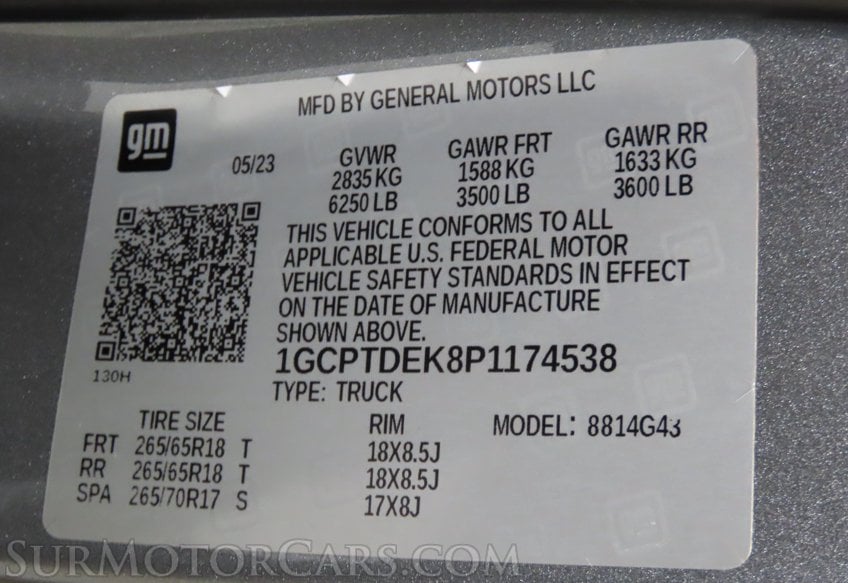 MFD BY GENERAL MOTORS LLC
gm
05/23
GVWR GAWR FRT GAWR RR
2835 KG 1588 KG 1633 KG
6250 LB 3500 LB 3600 LB
THIS VEHICLE CONFORMS TO ALL
APPLICABLE U.S. FEDERAL MOTOR
VEHICLE SAFETY STANDARDS IN EFFECT
ON THE DATE OF MANUFACTURE
SHOWN ABOVE.
1GCPTDEK8P1174538
130H
TYPE: TRUCK
TIRE SIZE RIM MODEL: 8814G43
FRT 265/65R18 T 18X8.5J
RR 265/65R18 T 18X8.5J
SPA 265/70R17 S 17X8J
SurMotorCars.com